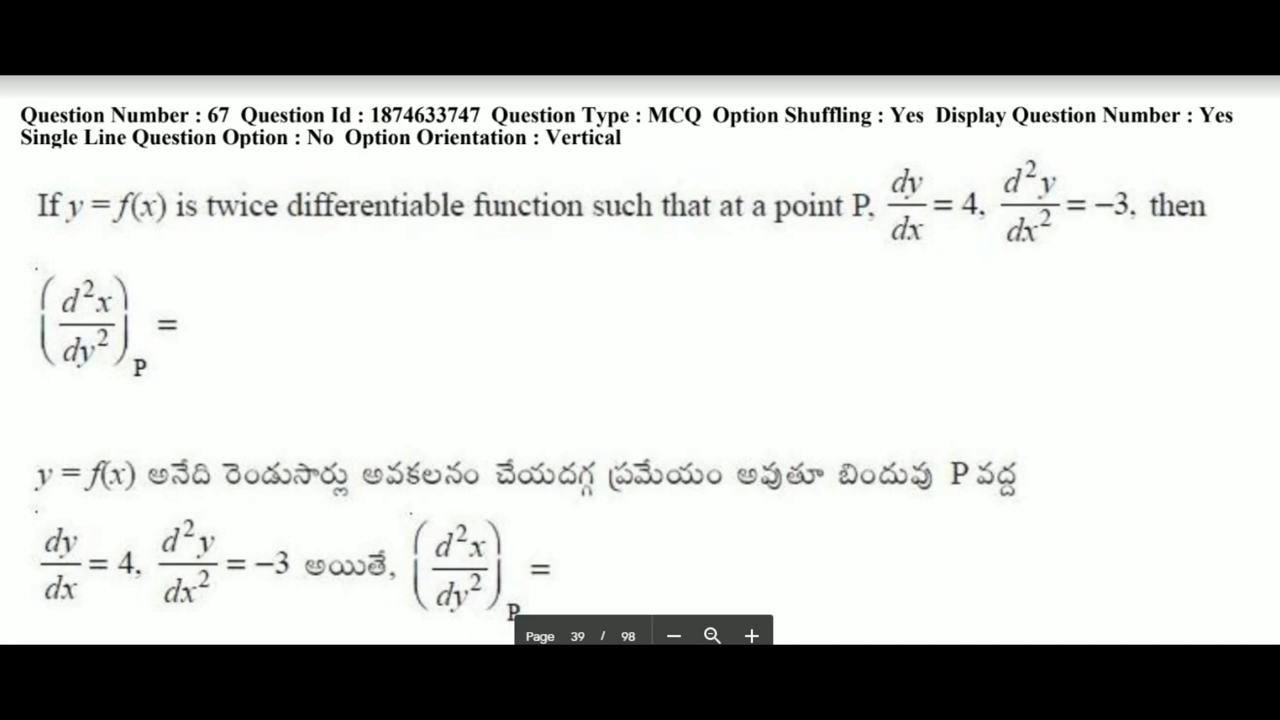 Question Number : 67 Question Id : 1874633747 Question Type : MCQ Option Shuffling : Yes Display Question Number : Yes
Single Line Question Option : No Option Orientation : Vertical
If y = f(x) is twice differentiable function such that at a point P, dy/dx = 4, d²y/dx² = −3, then
(d²x/dy²)P =
y = f(x) అనేది రెండుసార్లు అవకలనం చేయదగ్గ ప్రమేయం అవుతూ బిందువు P వద్ద
dy/dx = 4, d²y/dx² = −3 అయితే, (d²x/dy²)P =
Page 39 / 98